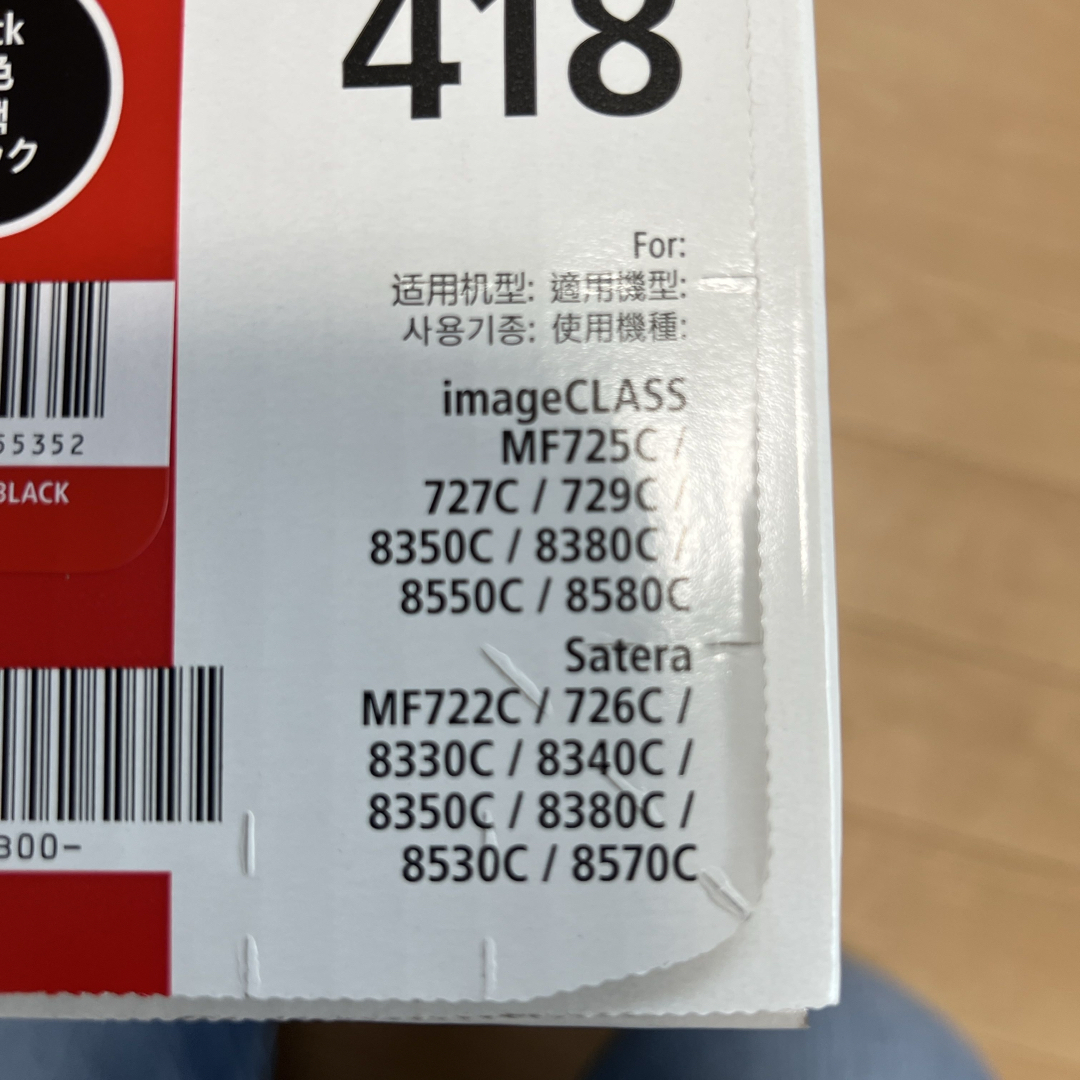 418
ck
色
ック
For:
适用机型: 適用機型:
사용기종: 使用機種:
imageCLASS
MF725C /
727C / 729C /
8350C / 8380C /
8550C / 8580C
55352
BLACK
Satera
MF722C / 726C /
8330C / 8340C /
8350C / 8380C /
8530C / 8570C
300-